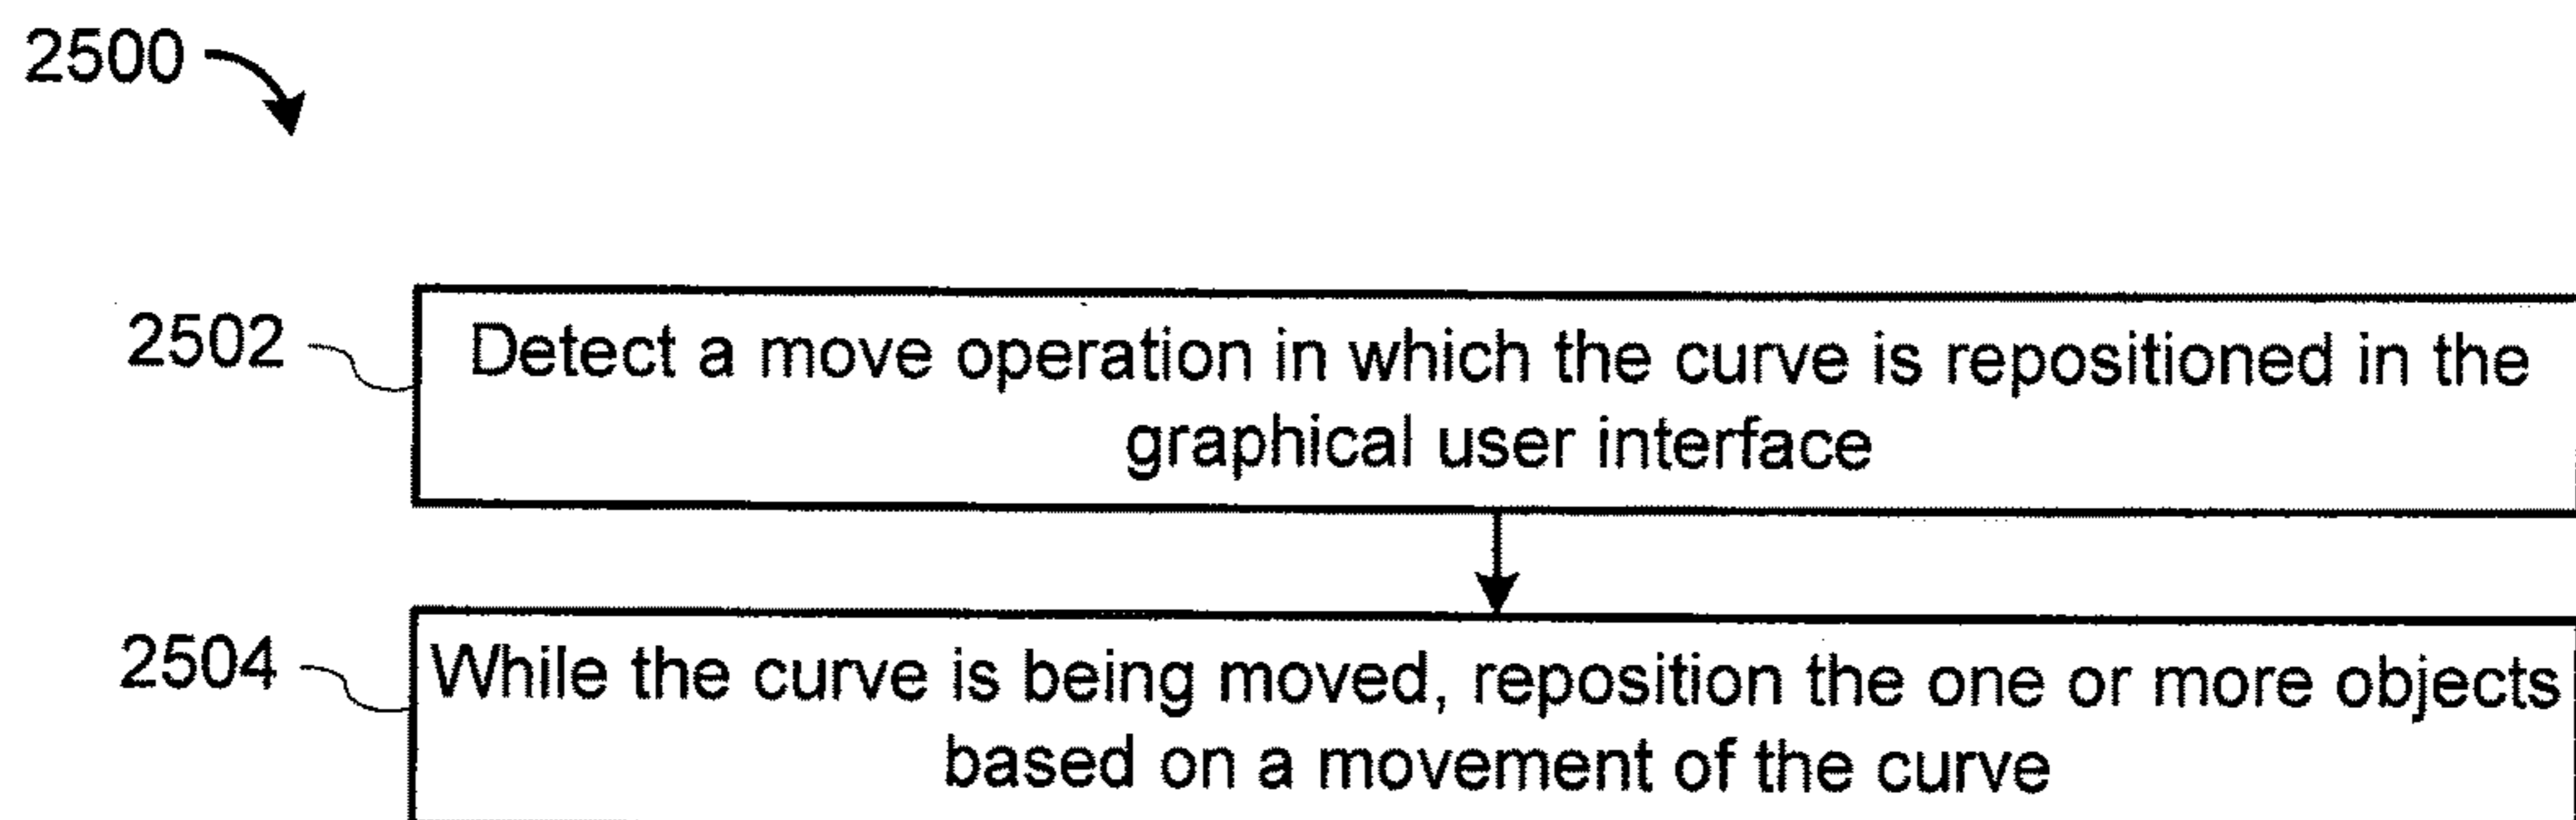 2500
2502
Detect a move operation in which the curve is repositioned in the
graphical user interface
2504
While the curve is being moved, reposition the one or more objects
based on a movement of the curve